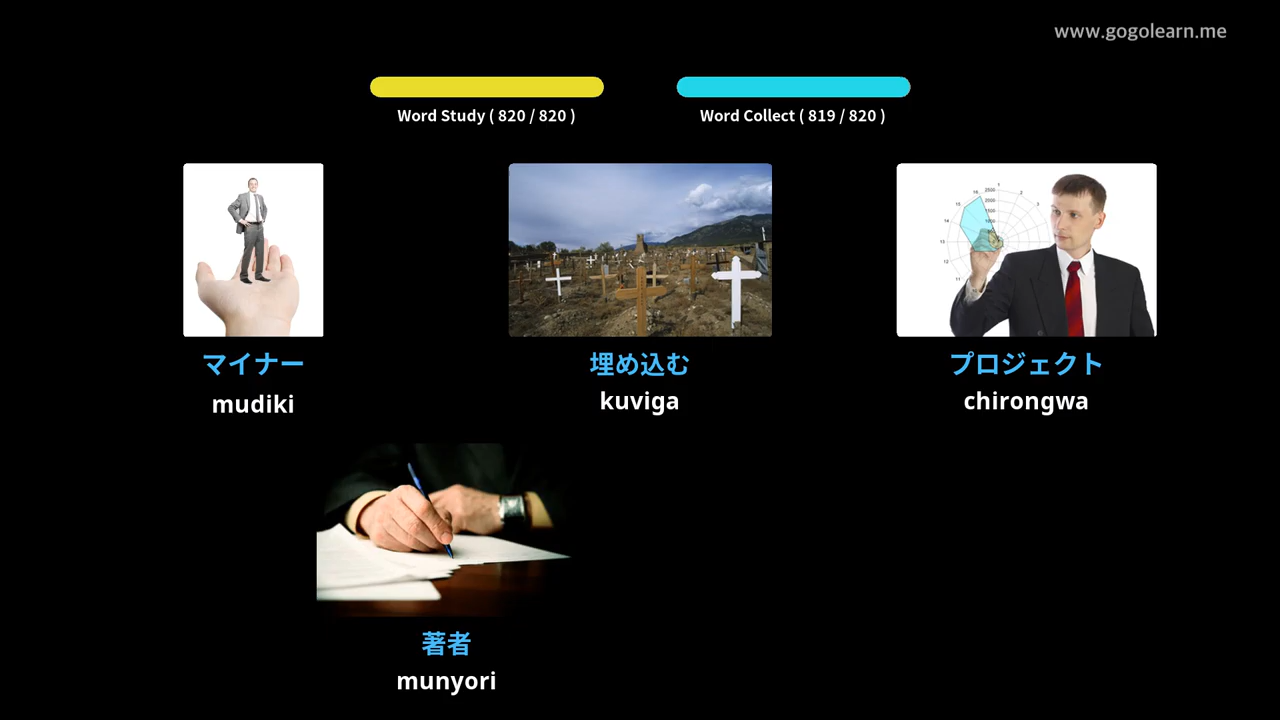 www.gogolearn.me
Word Study ( 820 / 820 )
Word Collect ( 819 / 820 )
マイナー
mudiki
埋め込む
kuviga
プロジェクト
chirongwa
著者
munyori